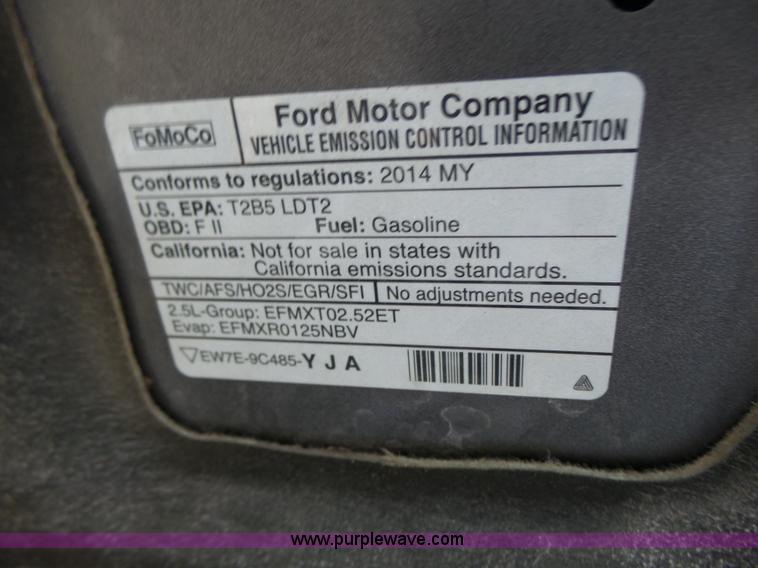 FoMoCo
Ford Motor Company
VEHICLE EMISSION CONTROL INFORMATION
Conforms to regulations: 2014 MY
U.S. EPA: T2B5 LDT2
OBD: F II Fuel: Gasoline
California: Not for sale in states with
California emissions standards.
TWC/AFS/HO2S/EGR/SFI No adjustments needed.
2.5L-Group: EFMXT02.52ET
Evap: EFMXR0125NBV
EW7E-9C485-Y J A
www.purplewave.com